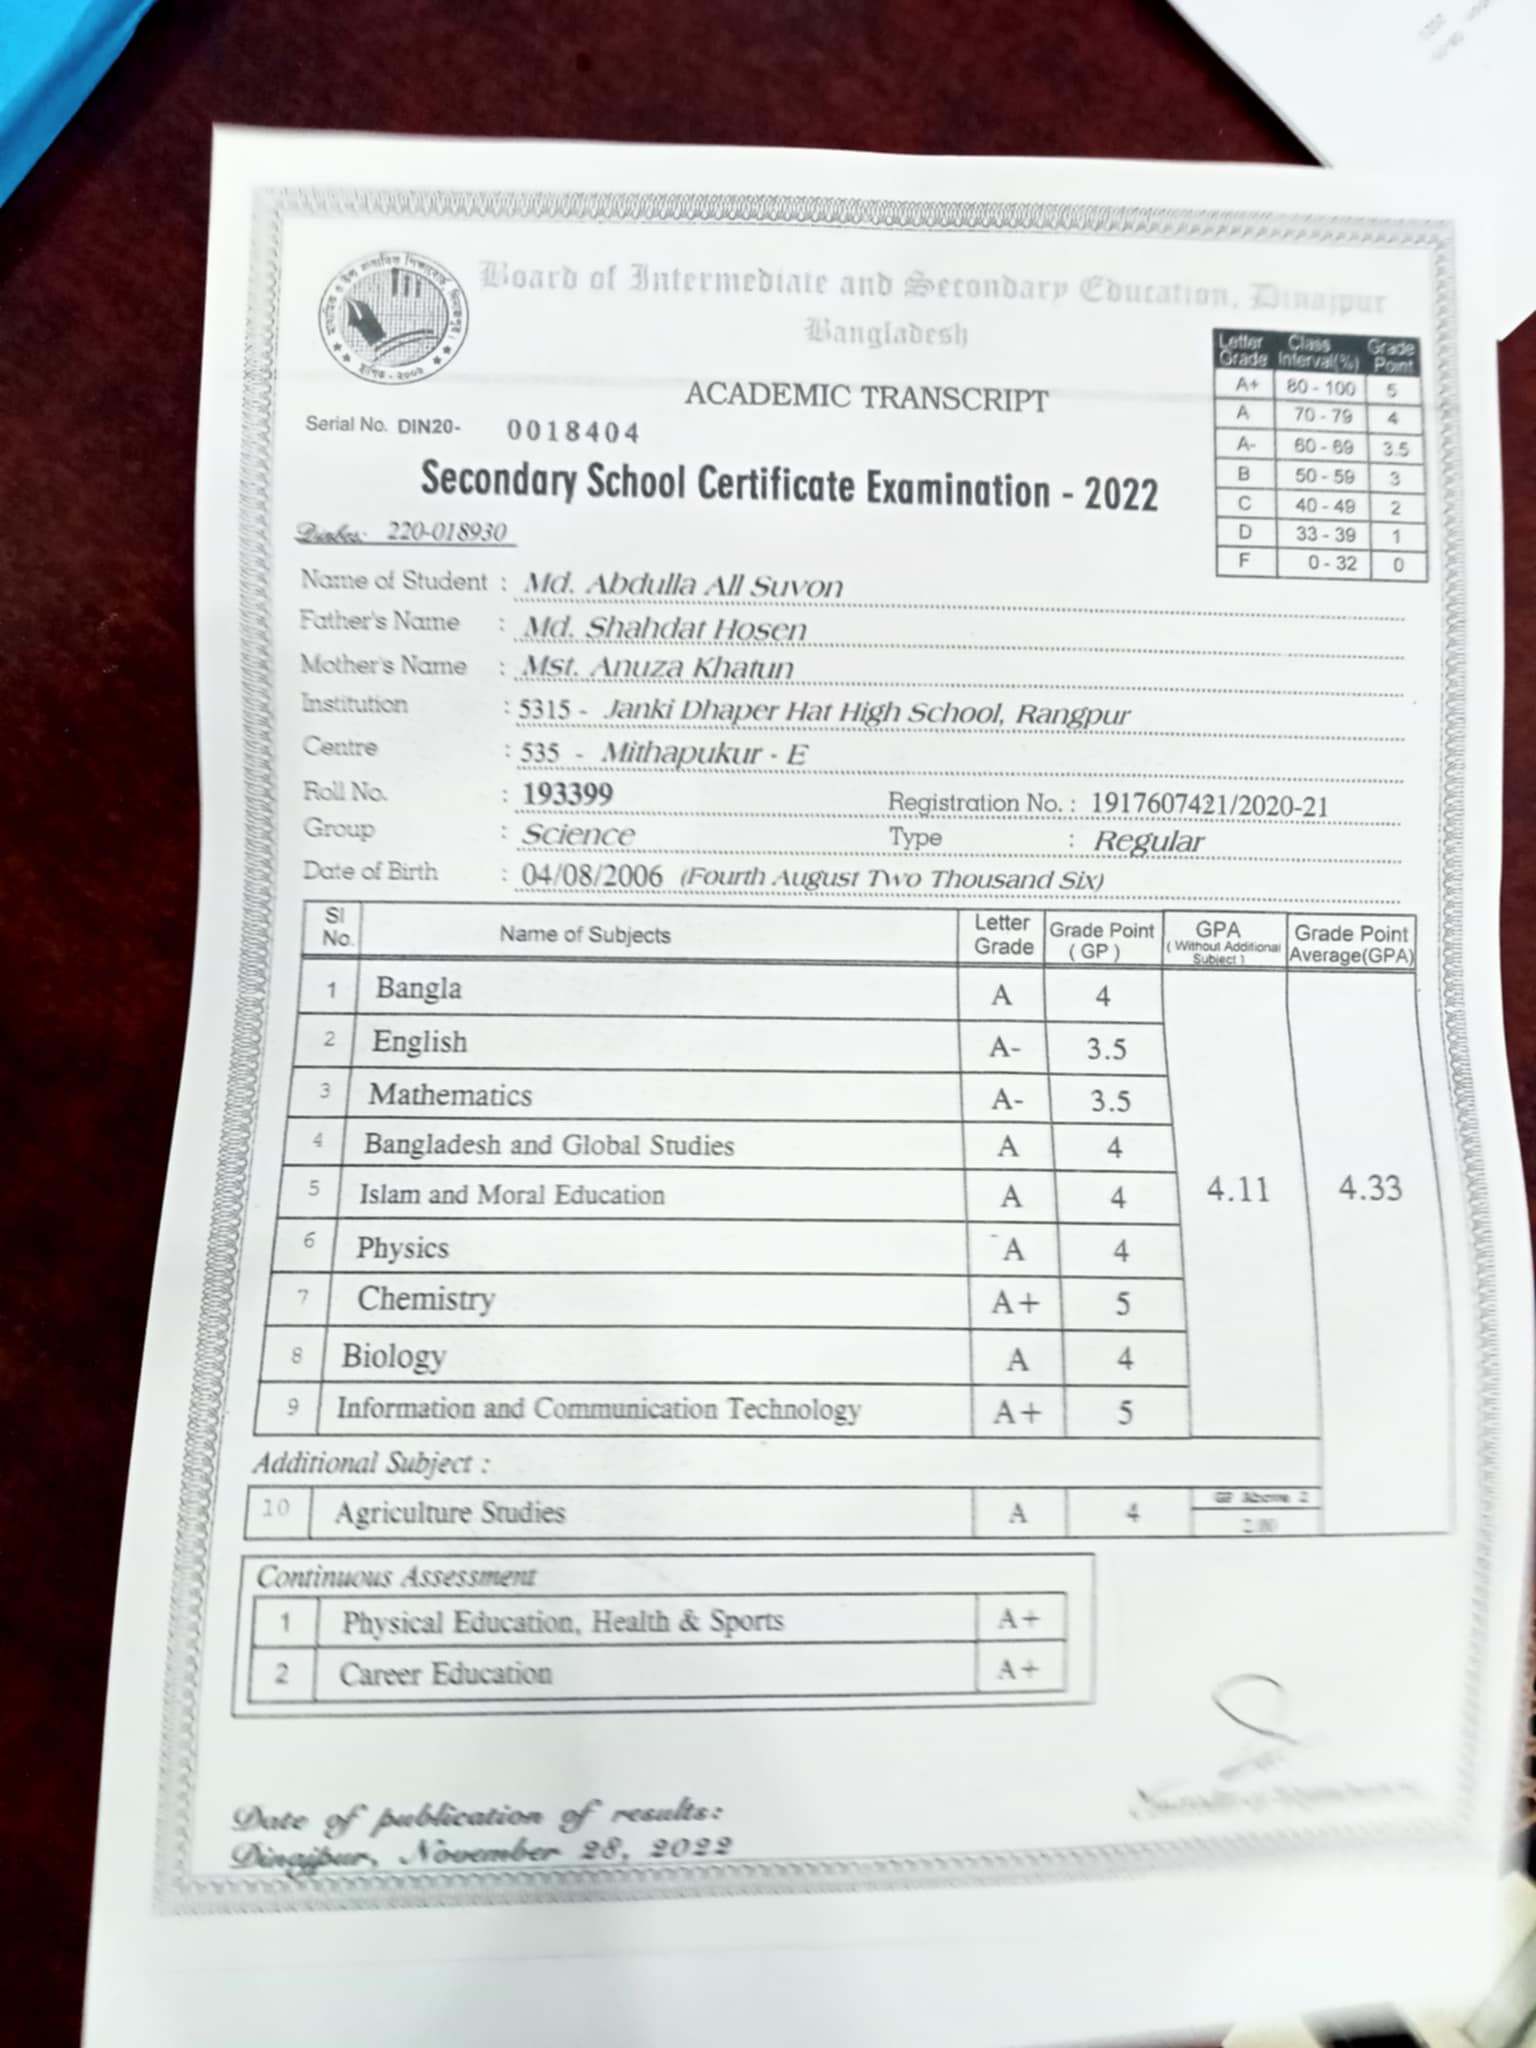 Board of Intermediate and Secondary Education, Dinajpur
Bangladesh
Letter Grade Class Interval(%) Grade Point
A+ 80 - 100 5
A 70 - 79 4
A- 60 - 69 3.5
B 50 - 59 3
C 40 - 49 2
D 33 - 39 1
F 0 - 32 0
ACADEMIC TRANSCRIPT
Serial No. DIN20- 0018404
Secondary School Certificate Examination - 2022
220-018930
Name of Student : Md. Abdulla All Suvon
Father's Name : Md. Shahdat Hosen
Mother's Name : Mst. Anuza Khatun
Institution : 5315 - Janki Dhaper Hat High School, Rangpur
Centre : 535 - Mithapukur - E
Roll No. : 193399 Registration No. : 1917607421/2020-21
Group : Science Type : Regular
Date of Birth : 04/08/2006 (Fourth August Two Thousand Six)
Sl No. Name of Subjects Letter Grade Grade Point (GP) GPA (Without Additional Subject) Grade Point Average(GPA)
1 Bangla A 4
2 English A- 3.5
3 Mathematics A- 3.5
4 Bangladesh and Global Studies A 4
5 Islam and Moral Education A 4 4.11 4.33
6 Physics A 4
7 Chemistry A+ 5
8 Biology A 4
9 Information and Communication Technology A+ 5
Additional Subject :
10 Agriculture Studies A 4 GP Above 2
2.00
Continuous Assessment
1 Physical Education, Health & Sports A+
2 Career Education A+
Date of publication of results:
Dinajpur, November 28, 2022